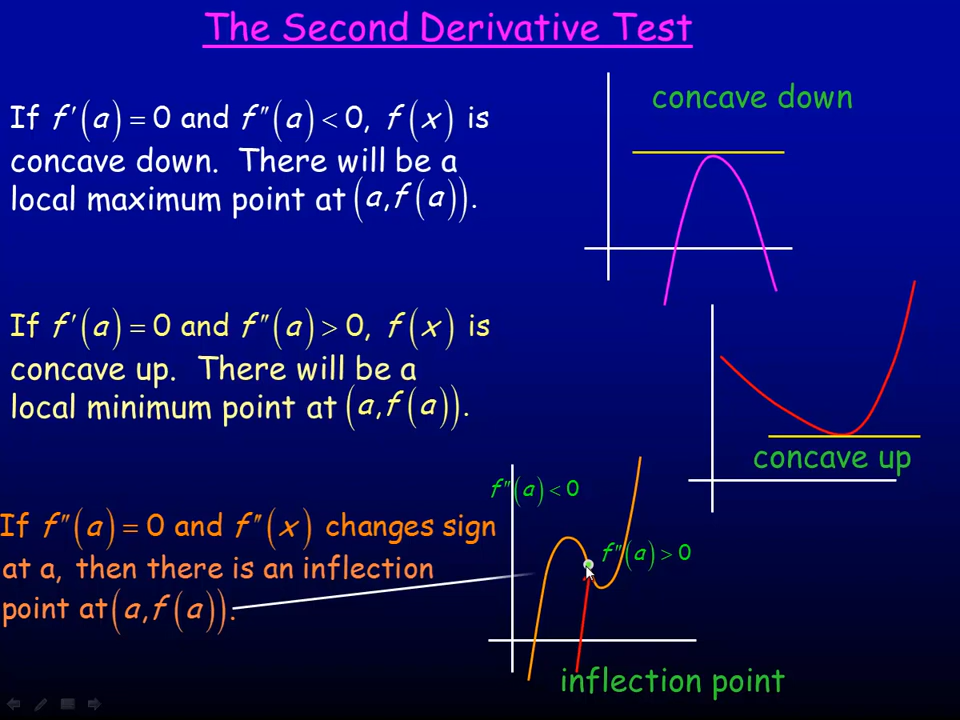 The Second Derivative Test
concave down
If f′(a) = 0 and f″(a) < 0, f(x) is
concave down. There will be a
local maximum point at (a,f(a)).
If f′(a) = 0 and f″(a) > 0, f(x) is
concave up. There will be a
local minimum point at (a,f(a)).
concave up
f″(a) < 0
If f″(a) = 0 and f″(x) changes sign
f″(a) > 0
at a, then there is an inflection
point at (a,f(a)).
inflection point